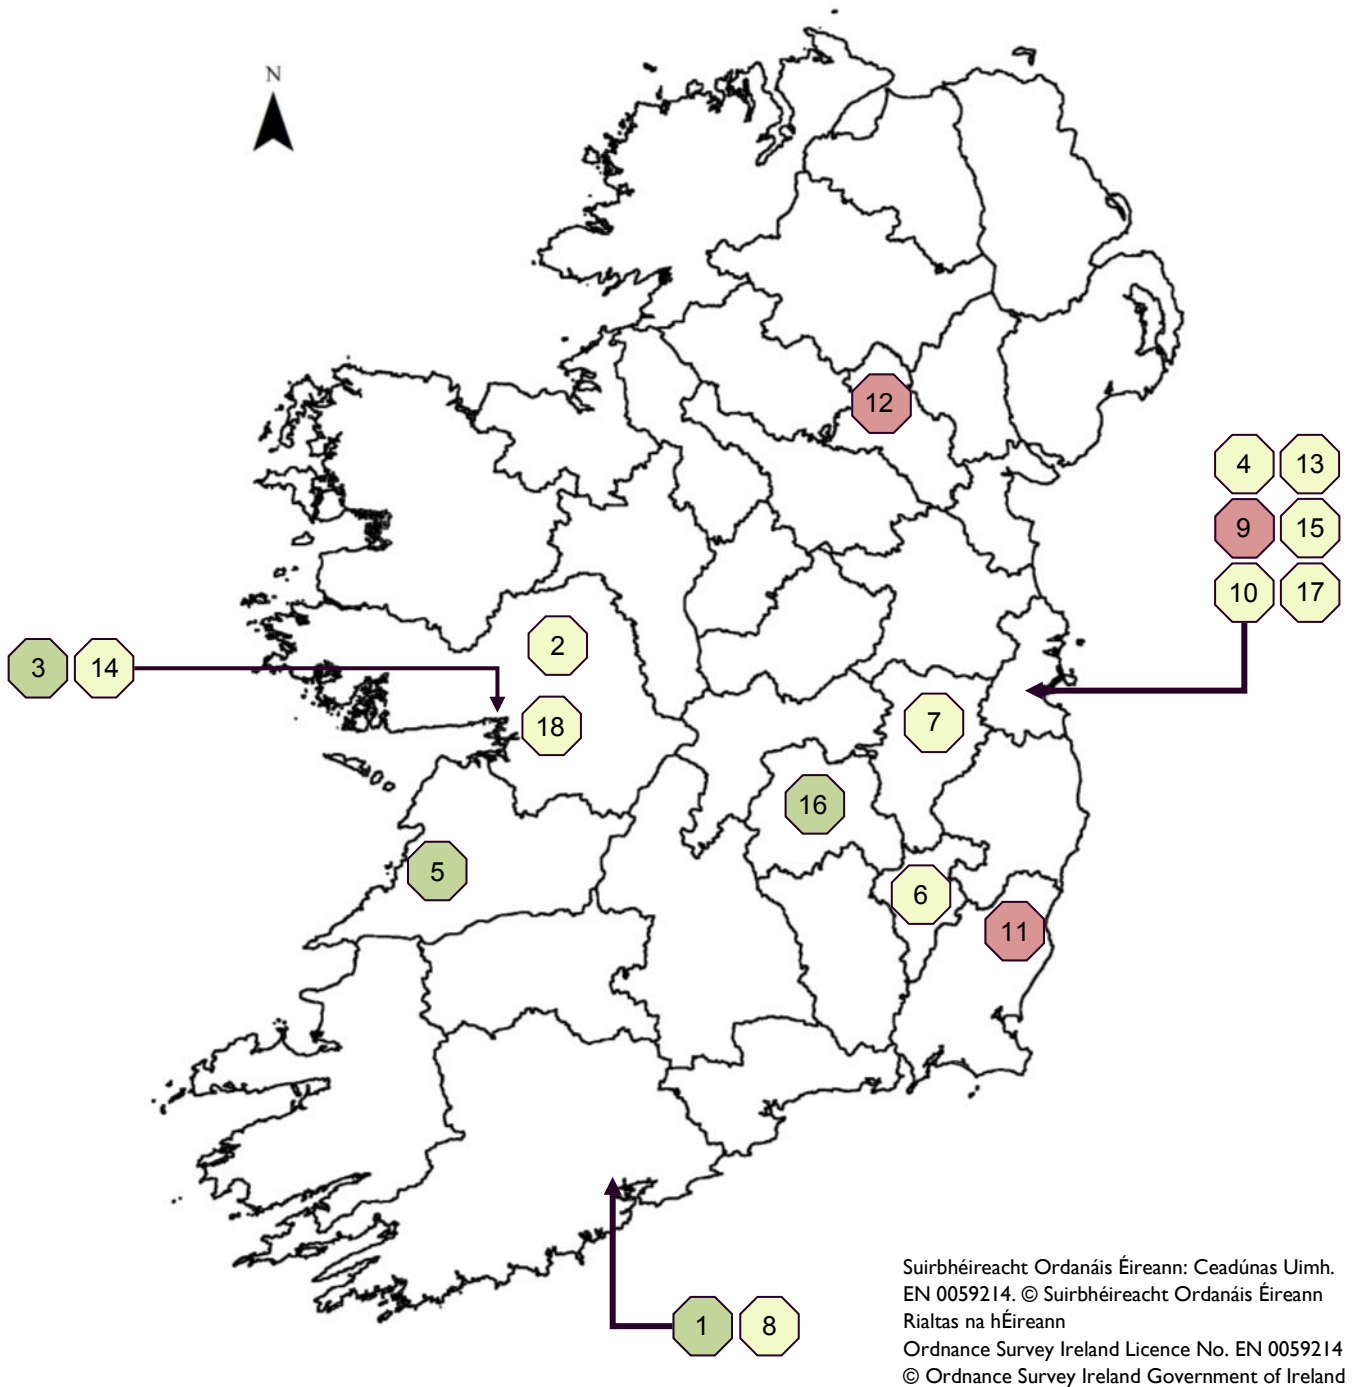 N
12
4 13
9 15
10 17
2
3 14
18
7
16
5
6
11
1 8
Suirbhéireacht Ordanáis Éireann: Ceadúnas Uimh.
EN 0059214. © Suirbhéireacht Ordanáis Éireann
Rialtas na hÉireann
Ordnance Survey Ireland Licence No. EN 0059214
© Ordnance Survey Ireland Government of Ireland